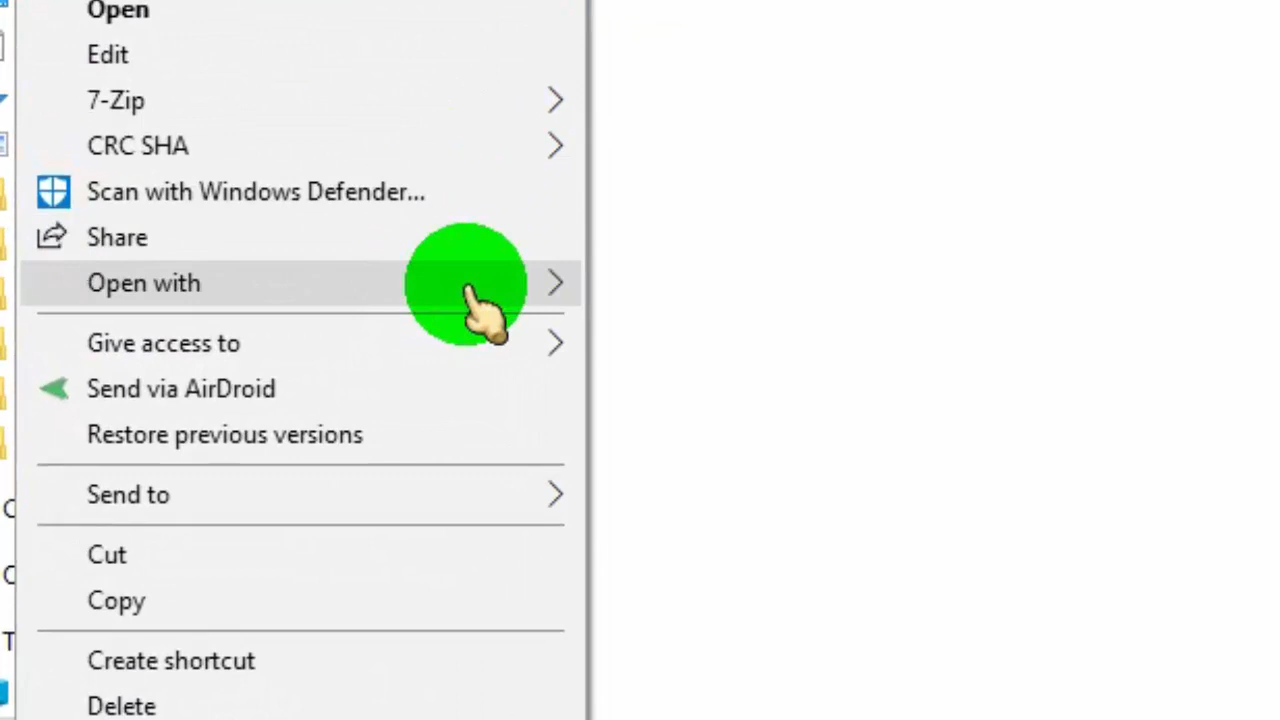 Open
Edit
7-Zip
CRC SHA
Scan with Windows Defender...
Share
Open with
Give access to
Send via AirDroid
Restore previous versions
Send to
Cut
Copy
Create shortcut
Delete